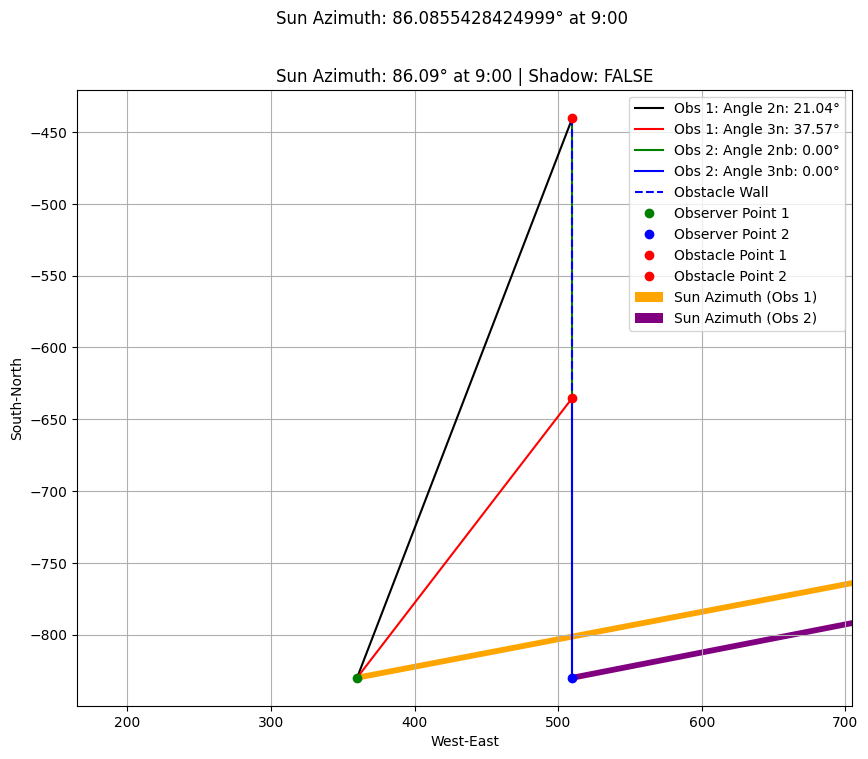 Sun Azimuth: 86.0855428424999° at 9:00
Sun Azimuth: 86.09° at 9:00 | Shadow: FALSE
Obs 1: Angle 2n: 21.04°
Obs 1: Angle 3n: 37.57°
Obs 2: Angle 2nb: 0.00°
Obs 2: Angle 3nb: 0.00°
Obstacle Wall
Observer Point 1
Observer Point 2
Obstacle Point 1
Obstacle Point 2
Sun Azimuth (Obs 1)
Sun Azimuth (Obs 2)
South-North
−450
−500
−550
−600
−650
−700
−750
−800
200 300 400 500 600 700
West-East